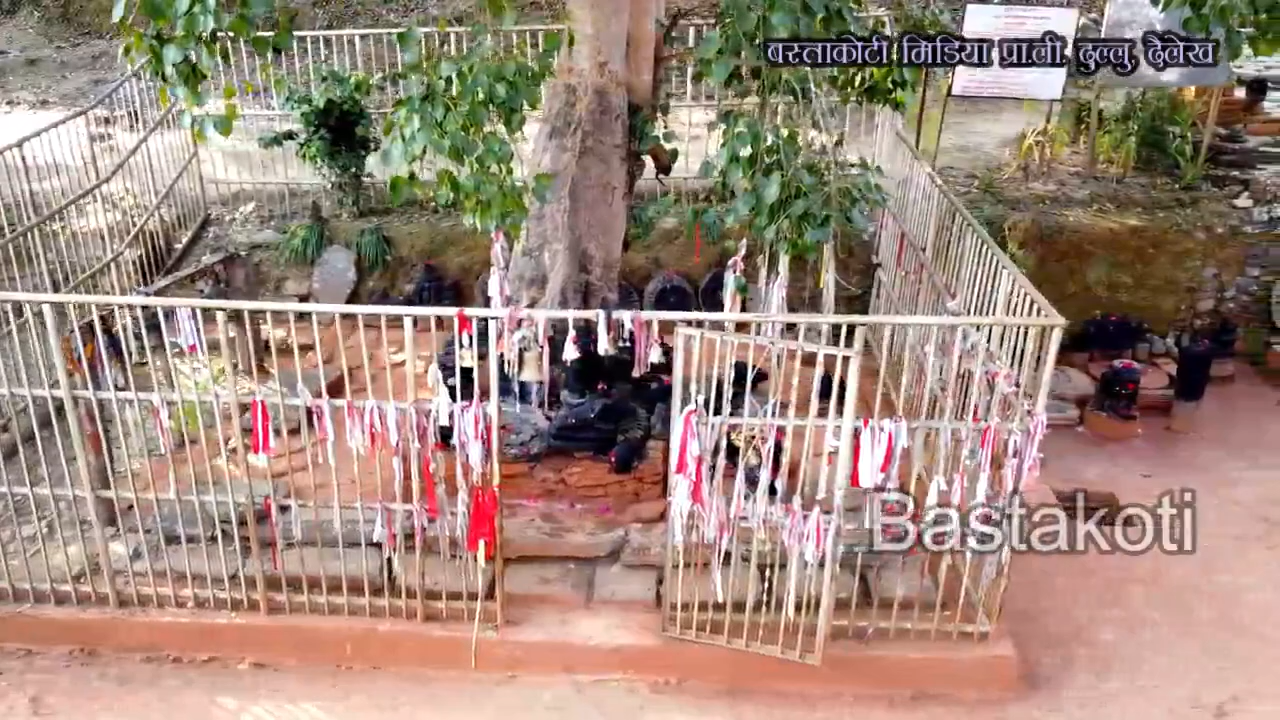 बस्ताकोटी मिडिया प्रा.ली. दुल्लु, दैलेख
Bastakoti